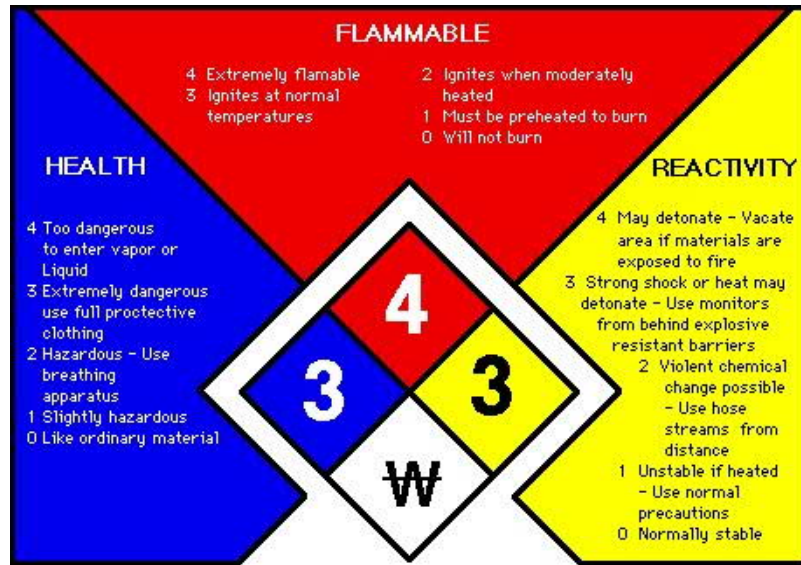 FLAMMABLE
4 Extremely flamable
3 Ignites at normal
temperatures
2 Ignites when moderately
heated
1 Must be preheated to burn
0 Will not burn
HEALTH
4 Too dangerous
to enter vapor or
Liquid
3 Extremely dangerous
use full proctective
clothing
2 Hazardous - Use
breathing
apparatus
1 Slightly hazardous
0 Like ordinary material
REACTIVITY
4 May detonate - Vacate
area if materials are
exposed to fire
3 Strong shock or heat may
detonate - Use monitors
from behind explosive
resistant barriers
2 Violent chemical
change possible
- Use hose
streams from
distance
1 Unstable if heated
- Use normal
precautions
0 Normally stable
4
3
3
W